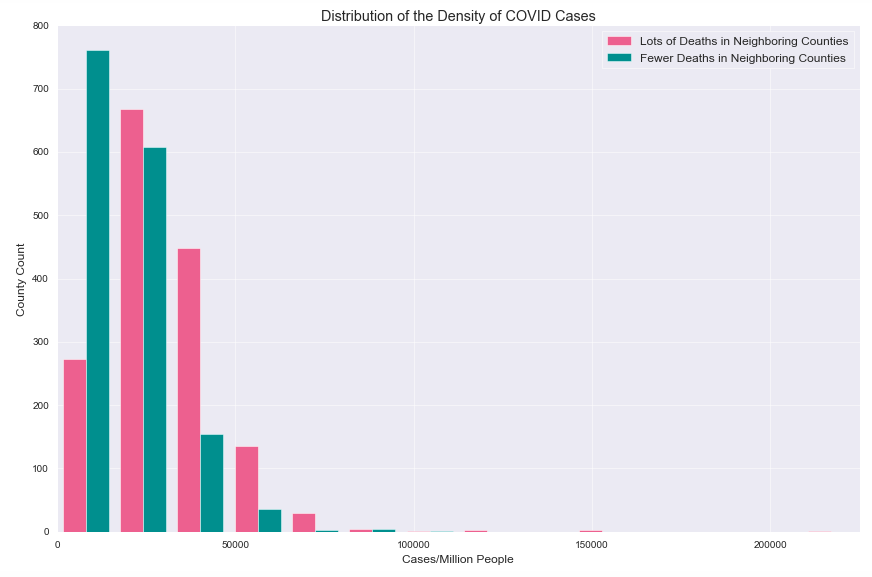 Distribution of the Density of COVID Cases
Lots of Deaths in Neighboring Counties
Fewer Deaths in Neighboring Counties
800
700
600
500
400
300
200
100
0
County Count
0 50000 100000 150000 200000
Cases/Million People